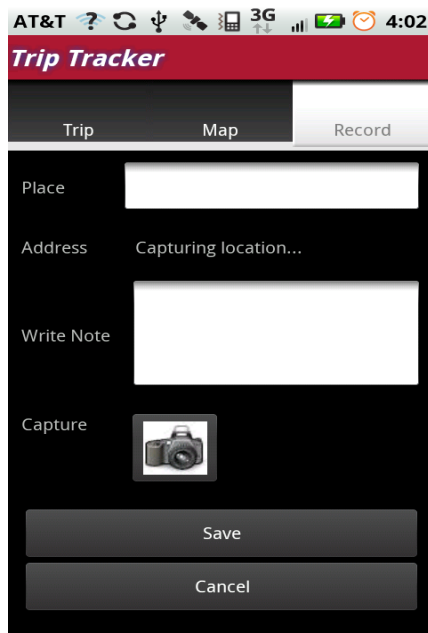 AT&T 3G 4:02
Trip Tracker
Trip Map Record
Place
Address Capturing location...
Write Note
Capture
Save
Cancel